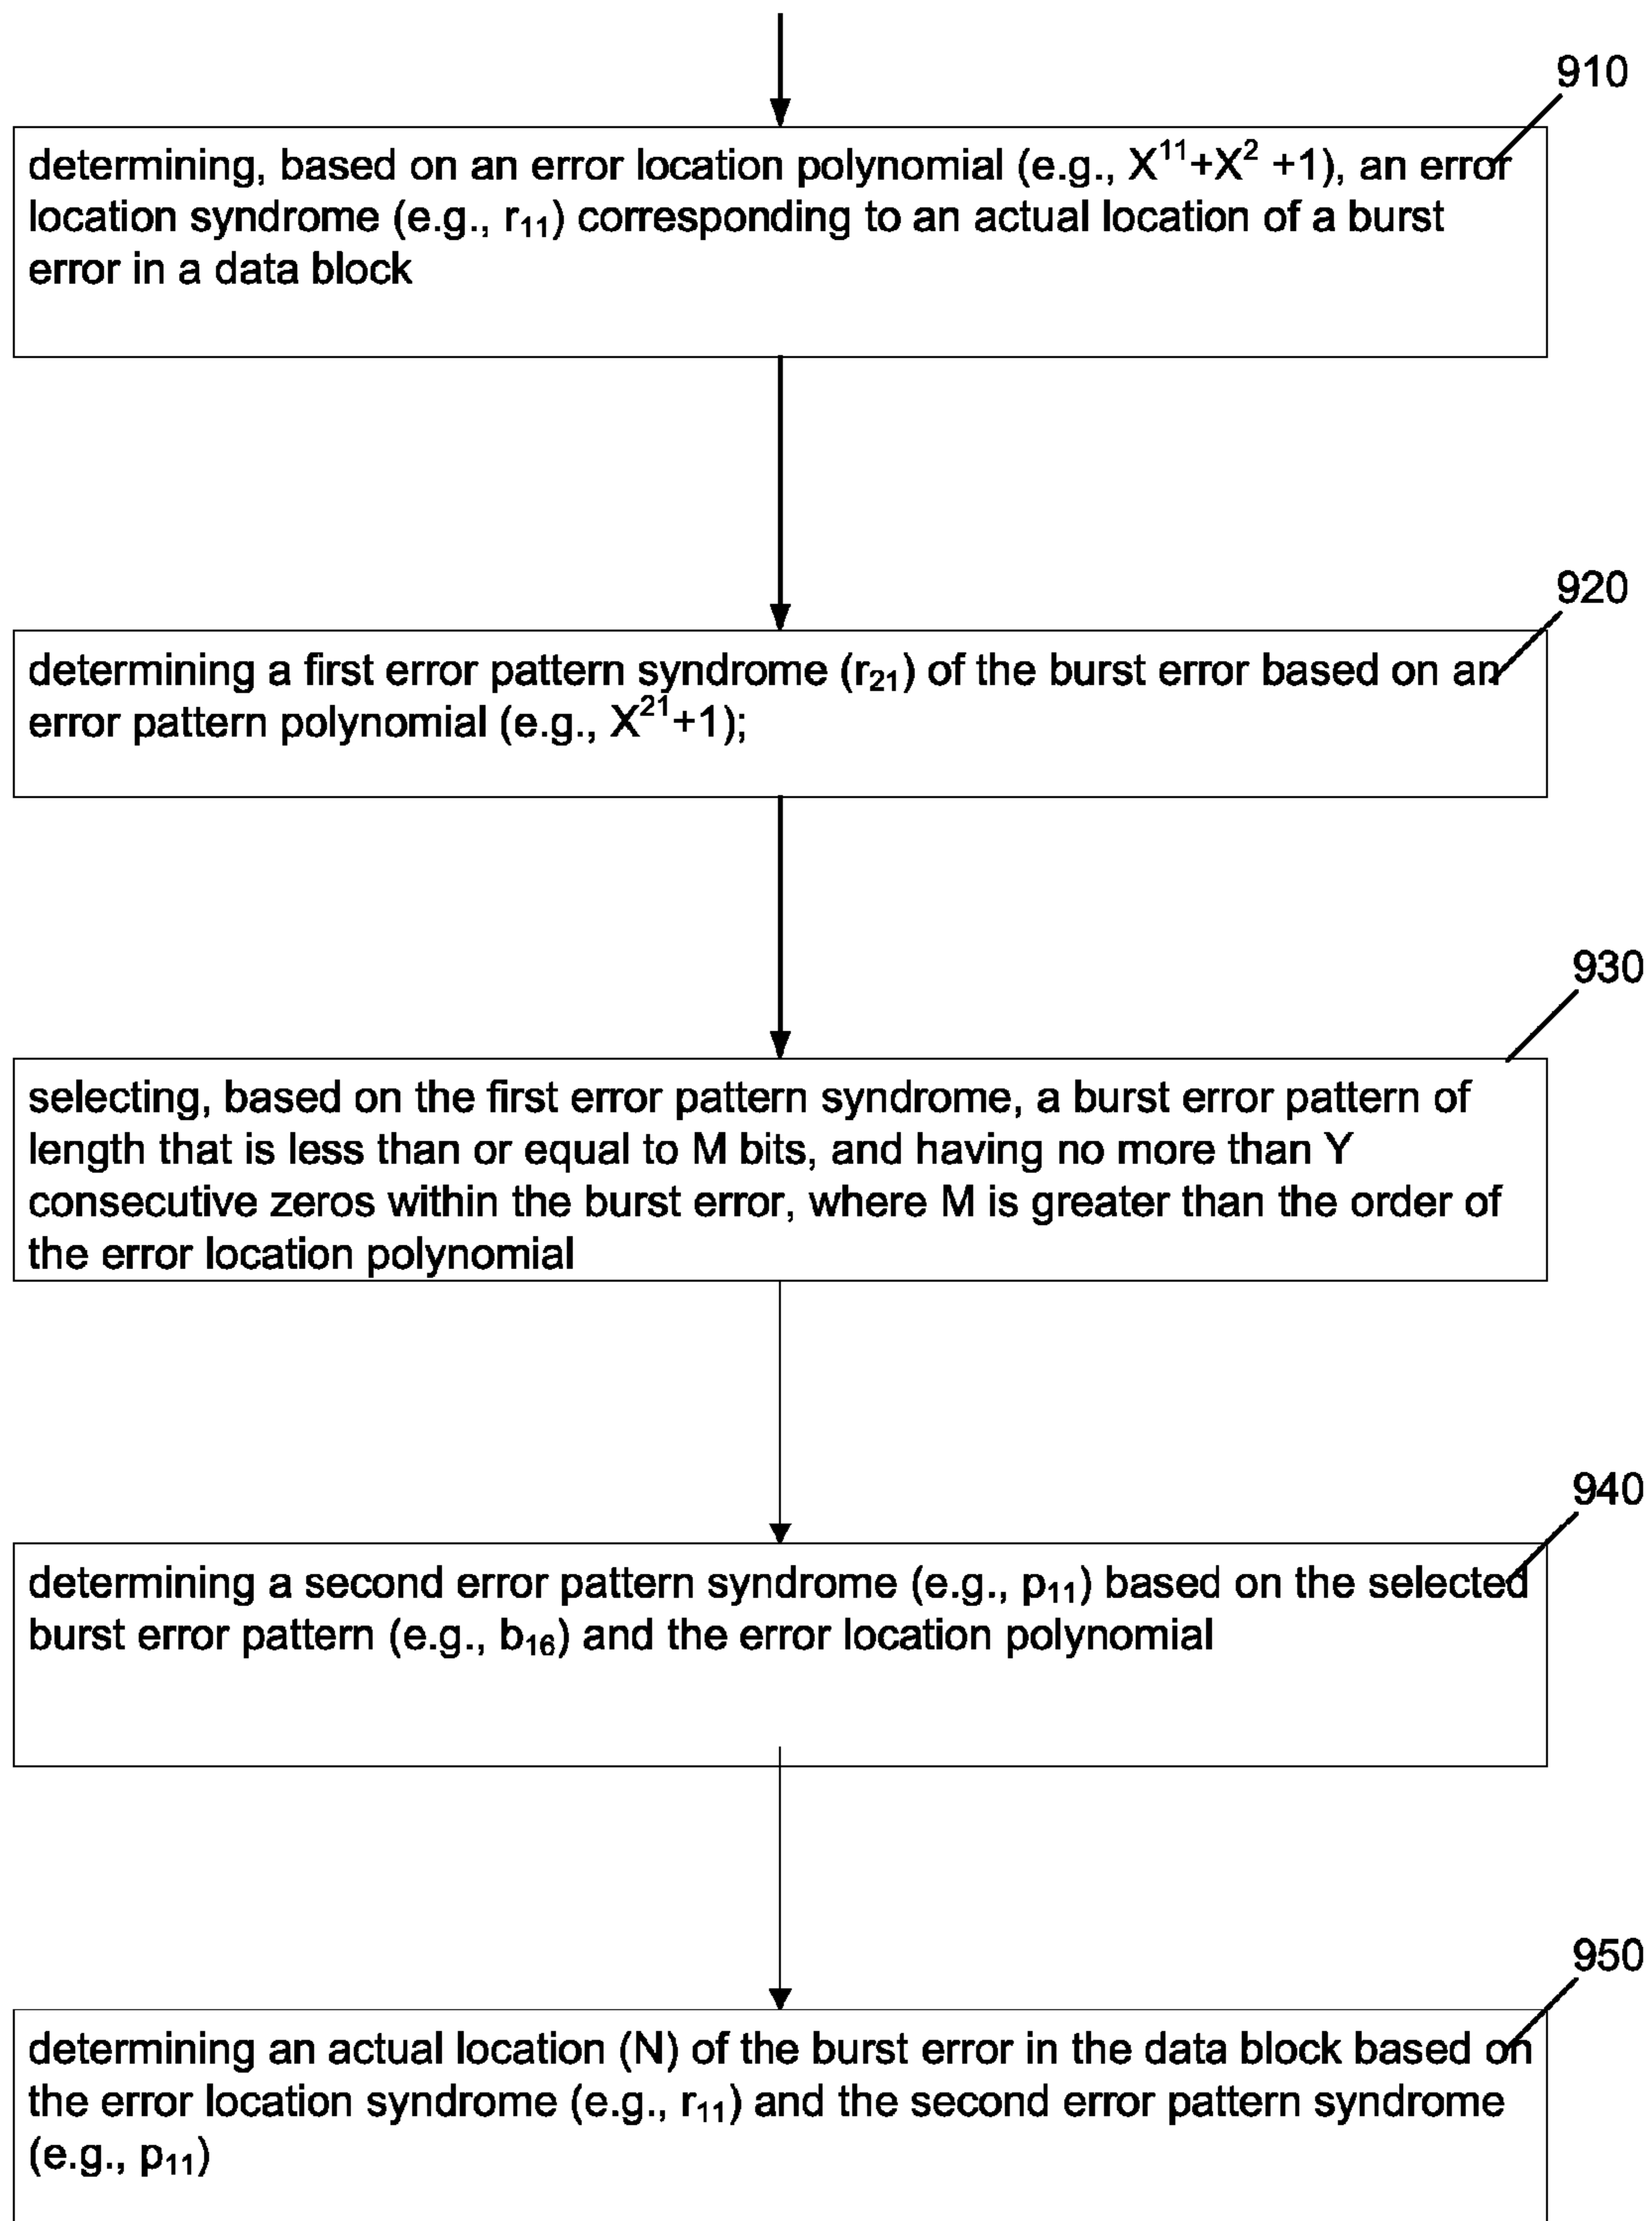 910
determining, based on an error location polynomial (e.g., X¹¹+X² +1), an error
location syndrome (e.g., r₁₁) corresponding to an actual location of a burst
error in a data block
920
determining a first error pattern syndrome (r₂₁) of the burst error based on an
error pattern polynomial (e.g., X²¹+1);
930
selecting, based on the first error pattern syndrome, a burst error pattern of
length that is less than or equal to M bits, and having no more than Y
consecutive zeros within the burst error, where M is greater than the order of
the error location polynomial
940
determining a second error pattern syndrome (e.g., p₁₁) based on the selected
burst error pattern (e.g., b₁₆) and the error location polynomial
950
determining an actual location (N) of the burst error in the data block based on
the error location syndrome (e.g., r₁₁) and the second error pattern syndrome
(e.g., p₁₁)